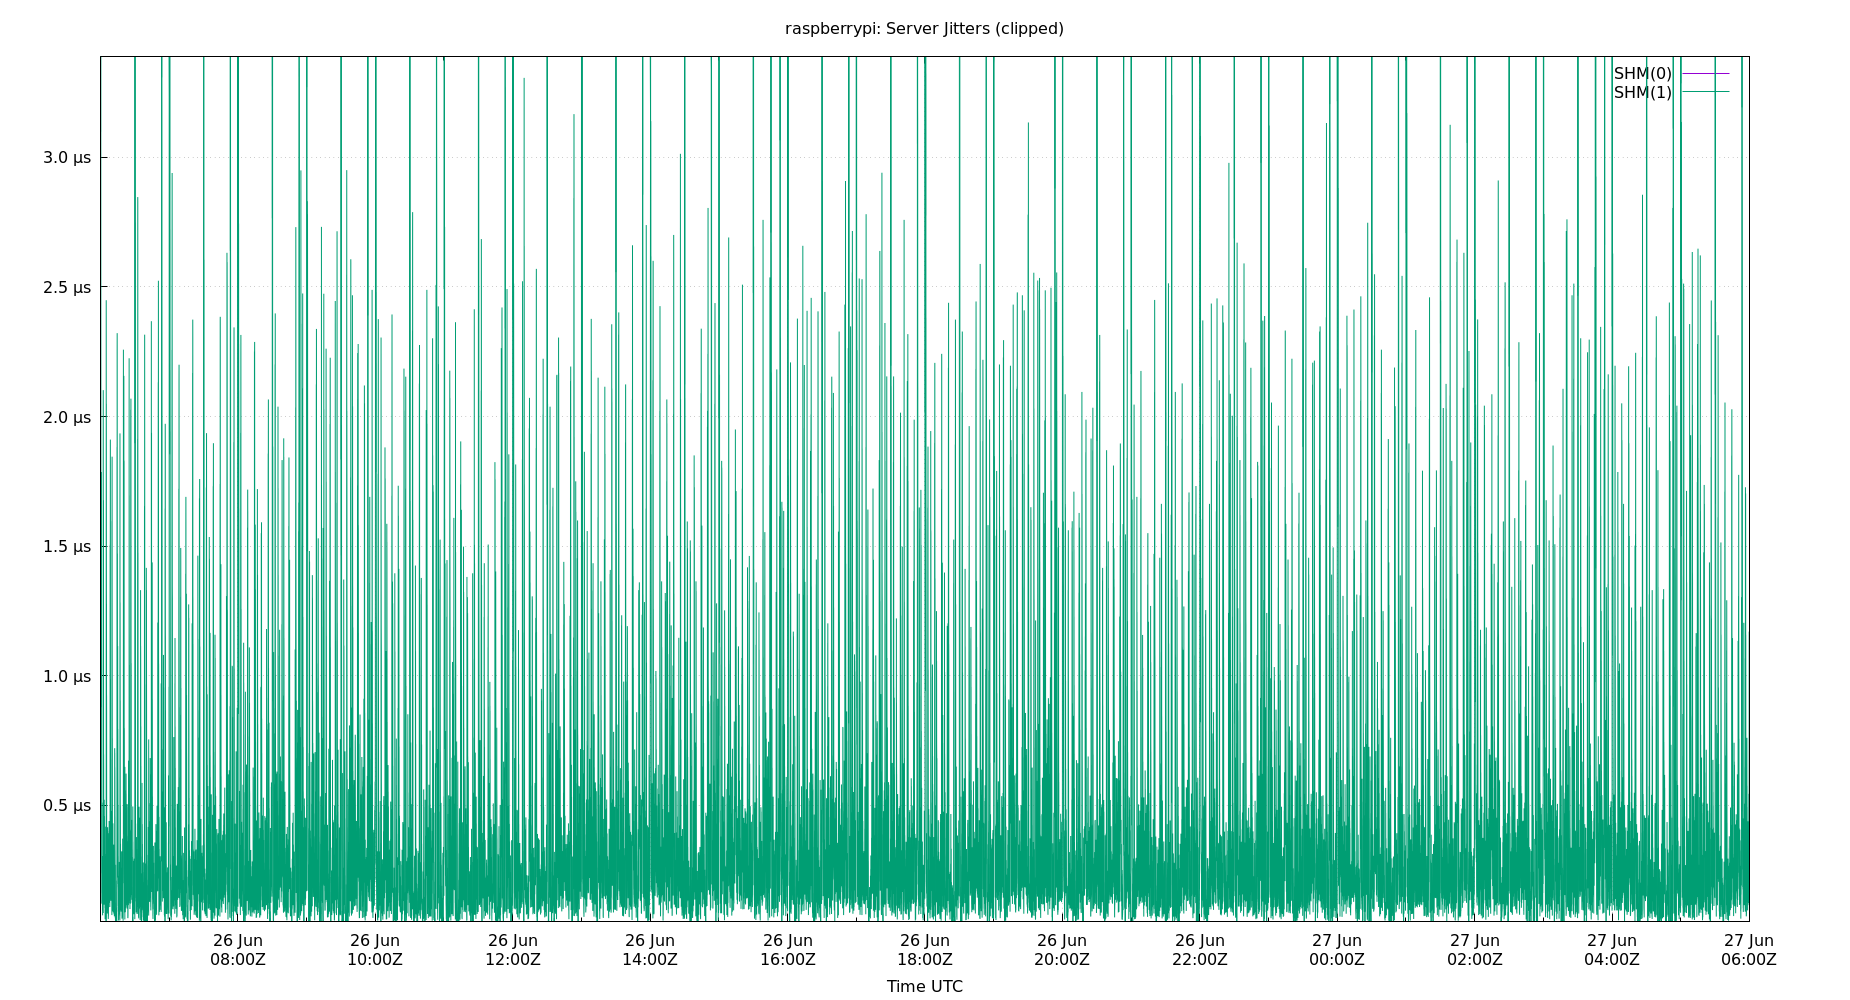 raspberrypi: Server Jitters (clipped)
SHM(0)
SHM(1)
3.0 µs
2.5 µs
2.0 µs
1.5 µs
1.0 µs
0.5 µs
26 Jun 26 Jun 26 Jun 26 Jun 26 Jun 26 Jun 26 Jun 26 Jun 27 Jun 27 Jun 27 Jun 27 Jun
08:00Z 10:00Z 12:00Z 14:00Z 16:00Z 18:00Z 20:00Z 22:00Z 00:00Z 02:00Z 04:00Z 06:00Z
Time UTC